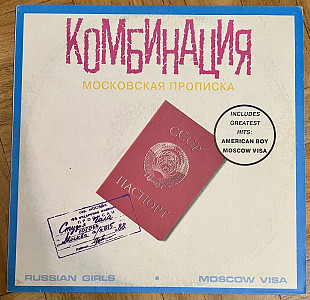 КОМБИНАЦИЯ
МОСКОВСКАЯ ПРОПИСКА
INCLUDES
GREATEST
HITS:
AMERICAN BOY
MOSCOW VISA
СССР
ПАСПОРТ
RUSSIAN GIRLS • MOSCOW VISA